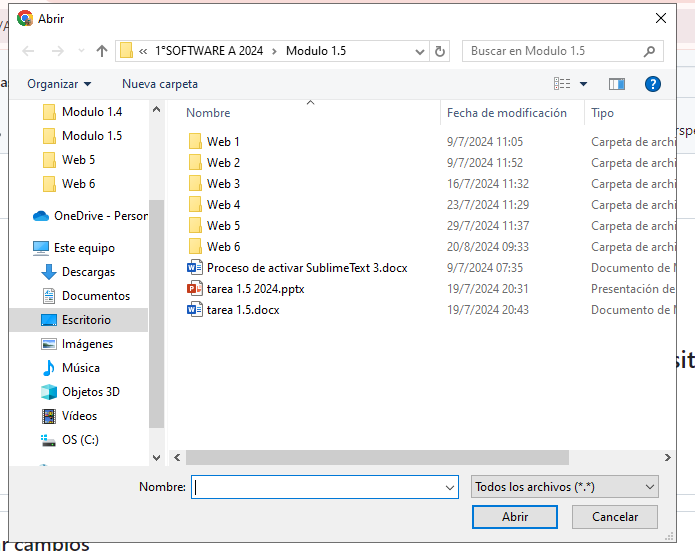 Abrir
« 1°SOFTWARE A 2024 > Modulo 1.5
Buscar en Modulo 1.5
Organizar
Nueva carpeta
Modulo 1.4
Modulo 1.5
Web 5
Web 6
OneDrive - Person
Este equipo
Descargas
Documentos
Escritorio
Imágenes
Música
Objetos 3D
Vídeos
OS (C:)
Nombre Fecha de modificación Tipo
Web 1 9/7/2024 11:05 Carpeta de archi
Web 2 9/7/2024 11:52 Carpeta de archi
Web 3 16/7/2024 11:32 Carpeta de archi
Web 4 23/7/2024 11:29 Carpeta de archi
Web 5 29/7/2024 11:37 Carpeta de archi
Web 6 20/8/2024 09:33 Carpeta de archi
Proceso de activar SublimeText 3.docx 9/7/2024 07:35 Documento de M
tarea 1.5 2024.pptx 19/7/2024 20:31 Presentación de
tarea 1.5.docx 19/7/2024 20:43 Documento de M
Nombre:
Todos los archivos (*.*)
Abrir
Cancelar
r cambios